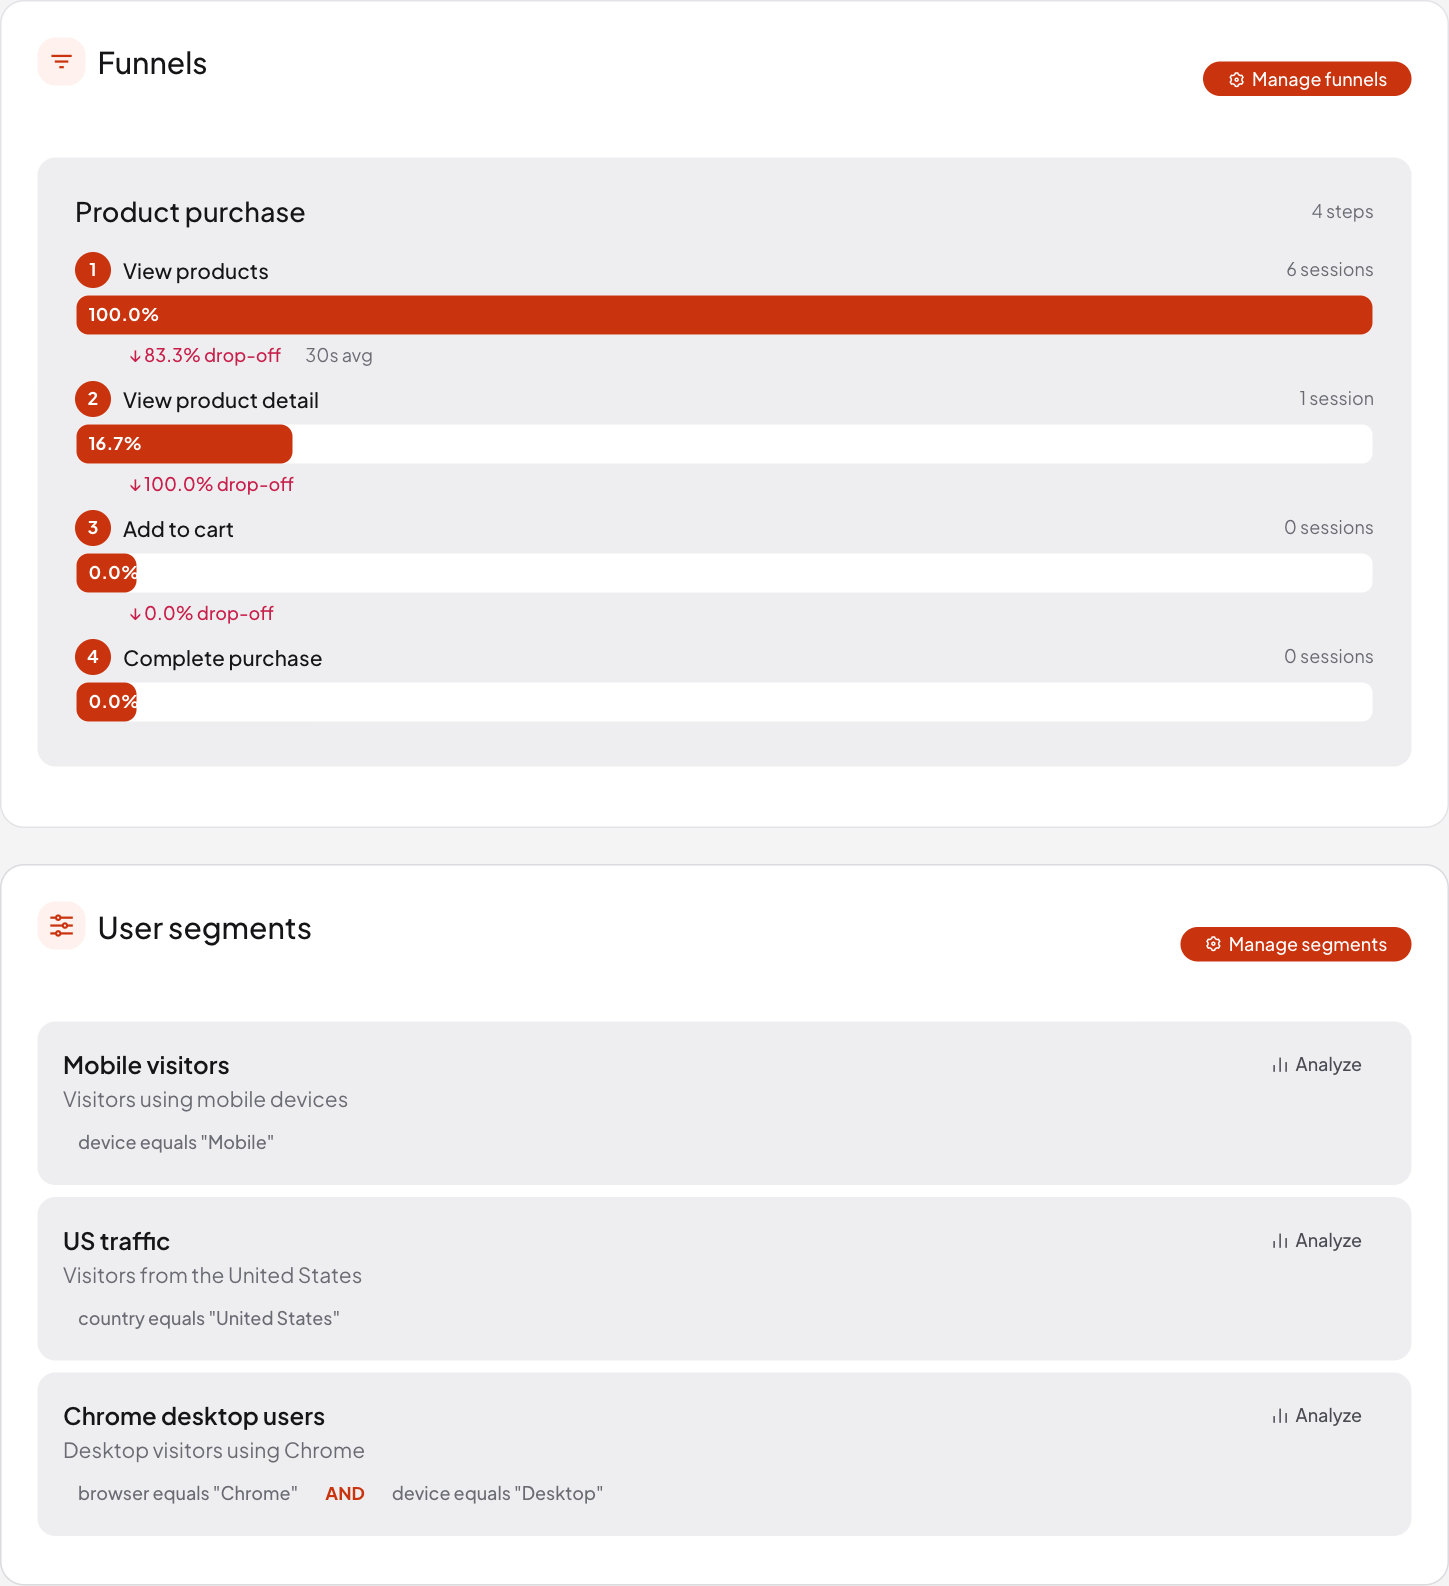 Funnels
Manage funnels
Product purchase
4 steps
1 View products
6 sessions
100.0%
↓ 83.3% drop-off 30s avg
2 View product detail
1 session
16.7%
↓ 100.0% drop-off
3 Add to cart
0 sessions
0.0%
↓ 0.0% drop-off
4 Complete purchase
0 sessions
0.0%
User segments
Manage segments
Mobile visitors
Analyze
Visitors using mobile devices
device equals "Mobile"
US traffic
Analyze
Visitors from the United States
country equals "United States"
Chrome desktop users
Analyze
Desktop visitors using Chrome
browser equals "Chrome" AND device equals "Desktop"